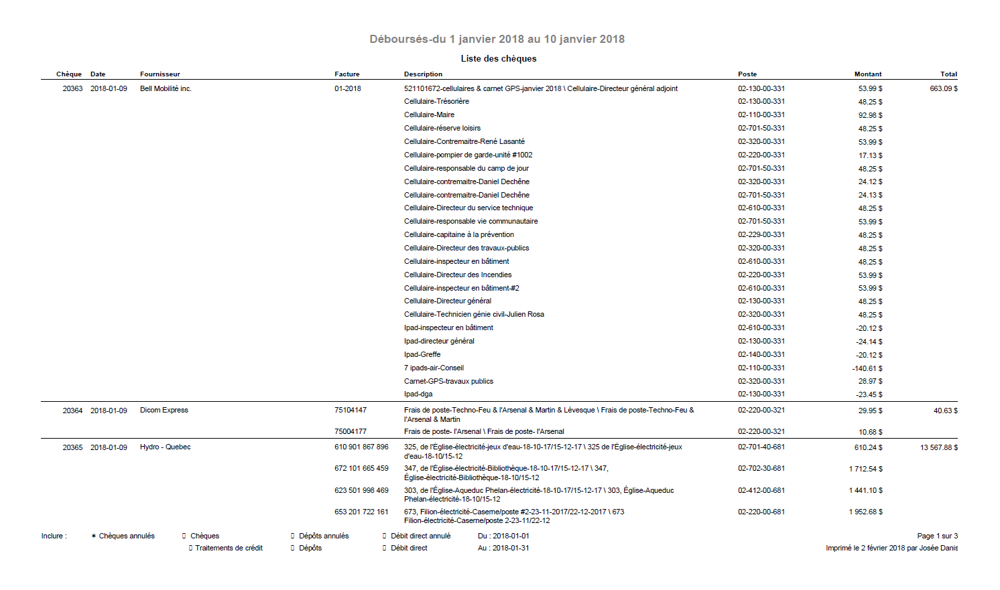 Déboursés-du 1 janvier 2018 au 10 janvier 2018
Liste des chèques
Chèque Date Fournisseur Facture Description Poste Montant Total
20363 2018-01-09 Bell Mobilité inc. 01-2018 521101672-cellulaires & carnet GPS-janvier 2018 \ Cellulaire-Directeur général adjoint 02-130-00-331 53.99 $ 663.09 $
Cellulaire-Trésorière 02-130-00-331 48.25 $
Cellulaire-Maire 02-110-00-331 92.98 $
Cellulaire-réserve loisirs 02-701-50-331 48.25 $
Cellulaire-Contremaitre-René Lasanté 02-320-00-331 53.99 $
Cellulaire-pompier de garde-unité #1002 02-220-00-331 17.13 $
Cellulaire-responsable du camp de jour 02-701-50-331 48.25 $
Cellulaire-contremaitre-Daniel Dechêne 02-320-00-331 24.12 $
Cellulaire-contremaitre-Daniel Dechêne 02-701-50-331 24.13 $
Cellulaire-Directeur du service technique 02-610-00-331 48.25 $
Cellulaire-responsable vie communautaire 02-701-50-331 53.99 $
Cellulaire-capitaine à la prévention 02-229-00-331 48.25 $
Cellulaire-Directeur des travaux-publics 02-320-00-331 48.25 $
Cellulaire-inspecteur en bâtiment 02-610-00-331 48.25 $
Cellulaire-Directeur des Incendies 02-220-00-331 53.99 $
Cellulaire-inspecteur en bâtiment-#2 02-610-00-331 53.99 $
Cellulaire-Directeur général 02-130-00-331 48.25 $
Cellulaire-Technicien génie civil-Julien Rosa 02-320-00-331 48.25 $
Ipad-inspecteur en bâtiment 02-610-00-331 -20.12 $
Ipad-directeur général 02-130-00-331 -24.14 $
Ipad-Greffe 02-140-00-331 -20.12 $
7 ipads-air-Conseil 02-110-00-331 -140.61 $
Carnet-GPS-travaux publics 02-320-00-331 28.97 $
Ipad-dga 02-130-00-331 -23.45 $
20364 2018-01-09 Dicom Express 75104147 Frais de poste-Techno-Feu & l'Arsenal & Martin & Lévesque \ Frais de poste-Techno-Feu & 02-220-00-321 29.95 $ 40.63 $
l'Arsenal & Martin
75004177 Frais de poste- l'Arsenal \ Frais de poste- l'Arsenal 02-220-00-321 10.68 $
20365 2018-01-09 Hydro - Quebec 610 901 867 896 325, de l'Église-électricité-jeux d'eau-18-10-17/15-12-17 \ 325 de l'Église-électricité-jeux 02-701-40-681 610.24 $ 13 567.88 $
d'eau-18-10/15-12
672 101 665 459 347, de l'Église-électricité-Bibliothèque-18-10-17/15-12-17 \ 347, 02-702-30-681 1 712.54 $
Église-électricité-Bibliothèque-18-10/15-12
623 501 998 469 303, de l'Église-Aqueduc Phelan-électricité-18-10-17/15-12-17 \ 303, Église-Aqueduc 02-412-00-681 1 441.10 $
Phelan-électricité-18-10/15-12
653 201 722 161 673, Filion-électricité-Caserne/poste #2-23-11-2017/22-12-2017 \ 673 02-220-00-681 1 952.68 $
Filion-électricité-Caserne/poste 2-23-11/22-12
Inclure : ✶ Chèques annulés ▯ Chèques ▯ Dépôts annulés ▯ Débit direct annulé Du : 2018-01-01 Page 1 sur 3
▯ Traitements de crédit ▯ Dépôts ▯ Débit direct Au : 2018-01-31 Imprimé le 2 février 2018 par Josée Danis